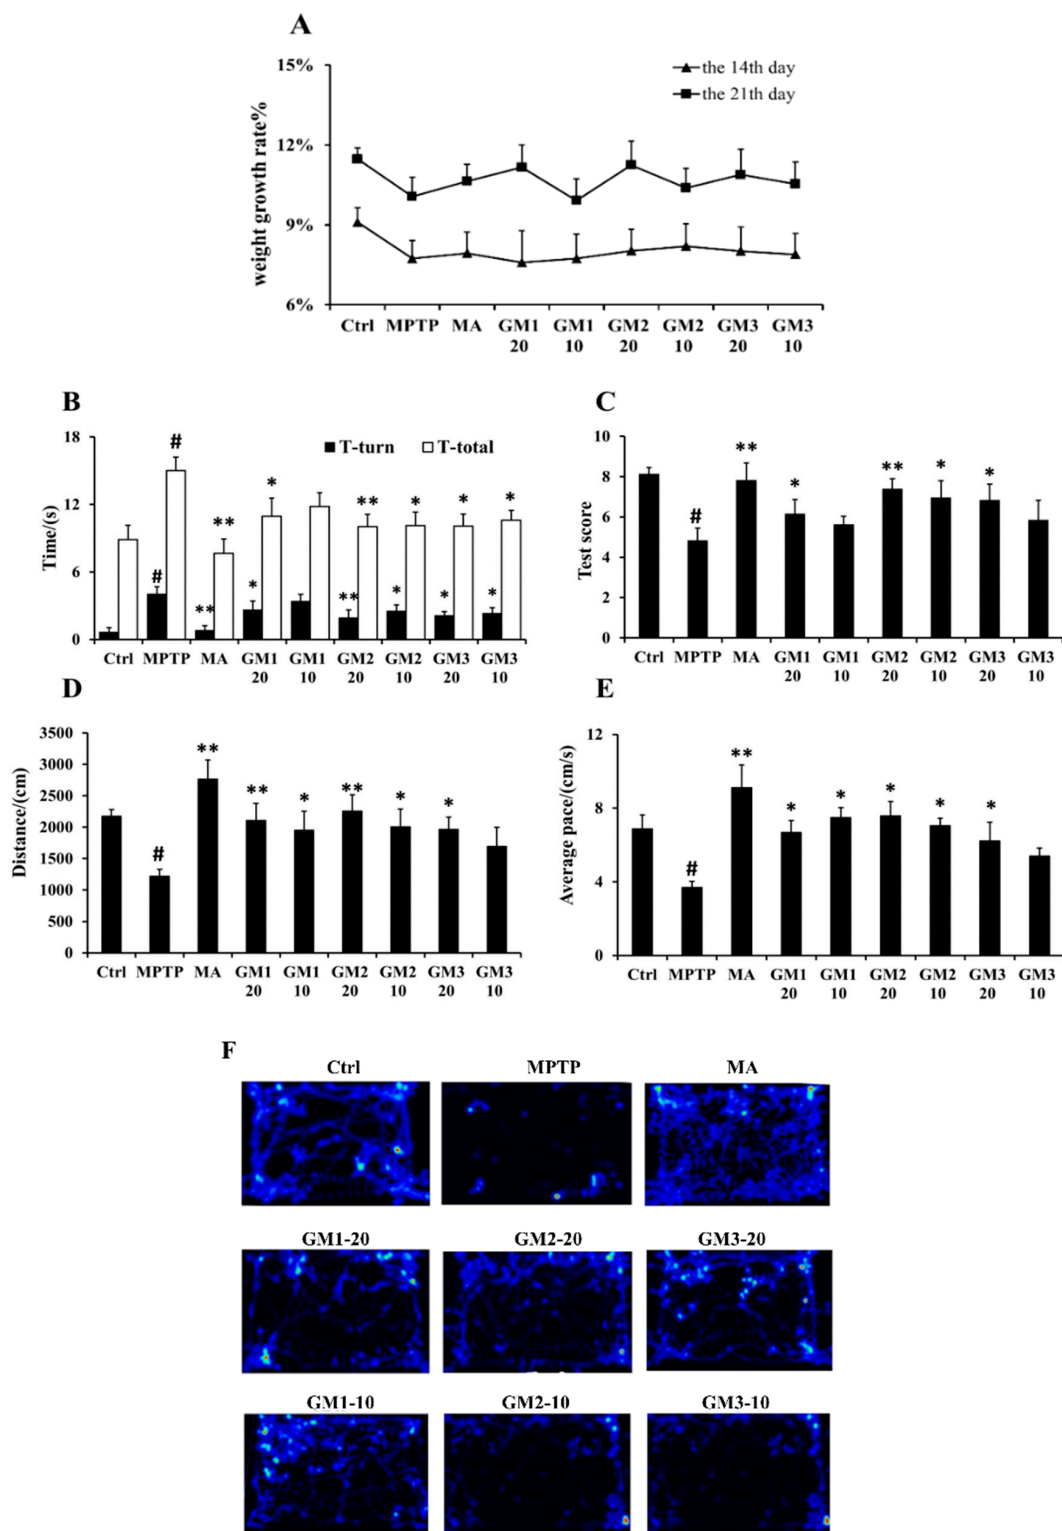 A
15%
12%
9%
6%
weight growth rate%
the 14th day
the 21th day
Ctrl MPTP MA GM1 GM1 GM2 GM2 GM3 GM3
20 10 20 10 20 10
B
18
12
6
0
Time/(s)
T-turn T-total
#
#
**
**
*
*
**
**
*
*
*
*
*
*
Ctrl MPTP MA GM1 GM1 GM2 GM2 GM3 GM3
20 10 20 10 20 10
C
10
8
6
4
2
0
Test score
#
**
*
**
*
*
Ctrl MPTP MA GM1 GM1 GM2 GM2 GM3 GM3
20 10 20 10 20 10
D
3500
3000
2500
2000
1500
1000
500
0
Distance/(cm)
#
**
**
*
**
*
*
Ctrl MPTP MA GM1 GM1 GM2 GM2 GM3 GM3
20 10 20 10 20 10
E
12
8
4
0
Average pace/(cm/s)
#
**
*
*
*
*
*
Ctrl MPTP MA GM1 GM1 GM2 GM2 GM3 GM3
20 10 20 10 20 10
F
Ctrl MPTP MA
GM1-20 GM2-20 GM3-20
GM1-10 GM2-10 GM3-10